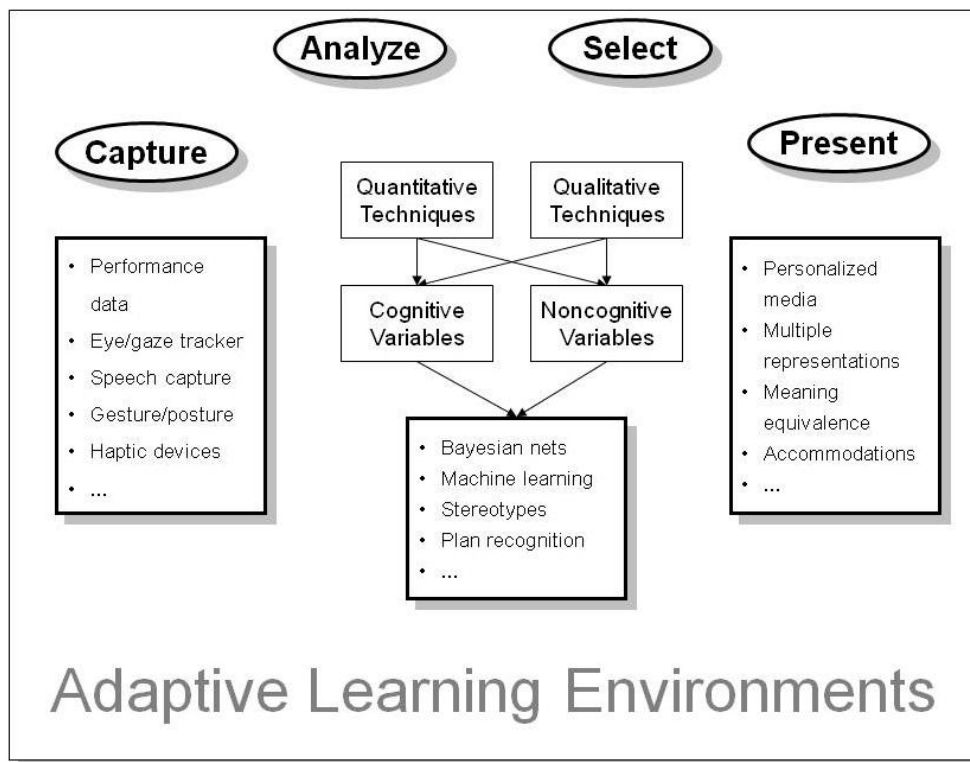 Analyze
Select
Capture
Present
Quantitative
Techniques
Qualitative
Techniques
• Performance
data
• Eye/gaze tracker
• Speech capture
• Gesture/posture
• Haptic devices
• ...
Cognitive
Variables
Noncognitive
Variables
• Bayesian nets
• Machine learning
• Stereotypes
• Plan recognition
• ...
• Personalized
media
• Multiple
representations
• Meaning
equivalence
• Accommodations
• ...
Adaptive Learning Environments